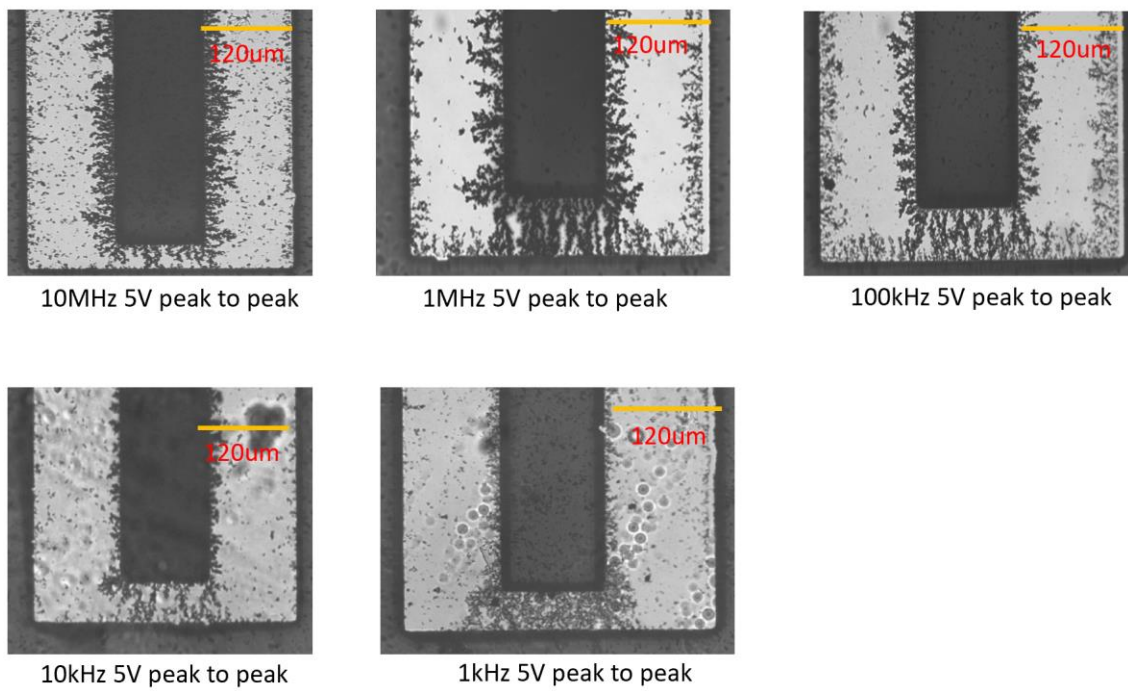 120um
120um
120um
10MHz 5V peak to peak
1MHz 5V peak to peak
100kHz 5V peak to peak
120um
120um
10kHz 5V peak to peak
1kHz 5V peak to peak